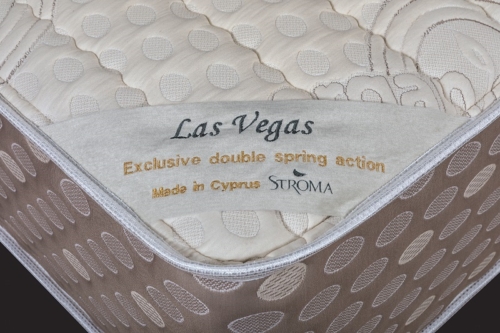 Las Vegas
Exclusive double spring action
Made in Cyprus STROMA